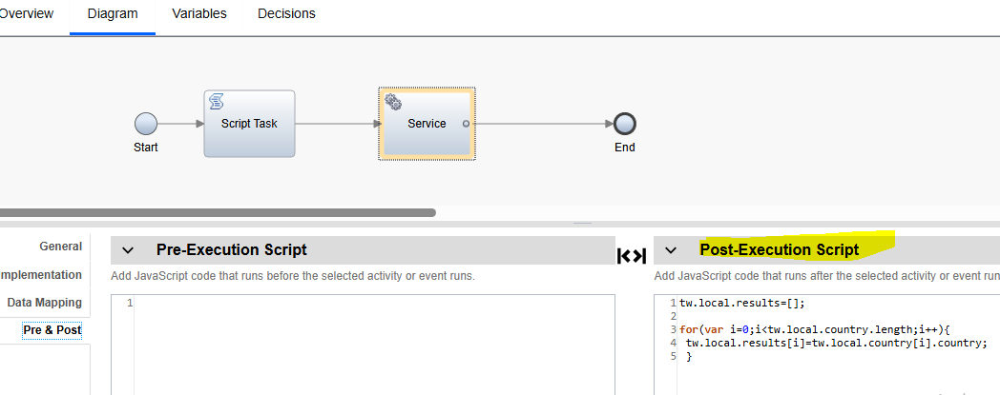 Overview Diagram Variables Decisions
Script Task
Service
Start
End
General
Implementation
Data Mapping
Pre & Post
Pre-Execution Script
Add JavaScript code that runs before the selected activity or event runs.
1
Post-Execution Script
Add JavaScript code that runs after the selected activity or event run
1 tw.local.results=[];
2
3 for(var i=0;i<tw.local.country.length;i++){
4 tw.local.results[i]=tw.local.country[i].country;
5 }